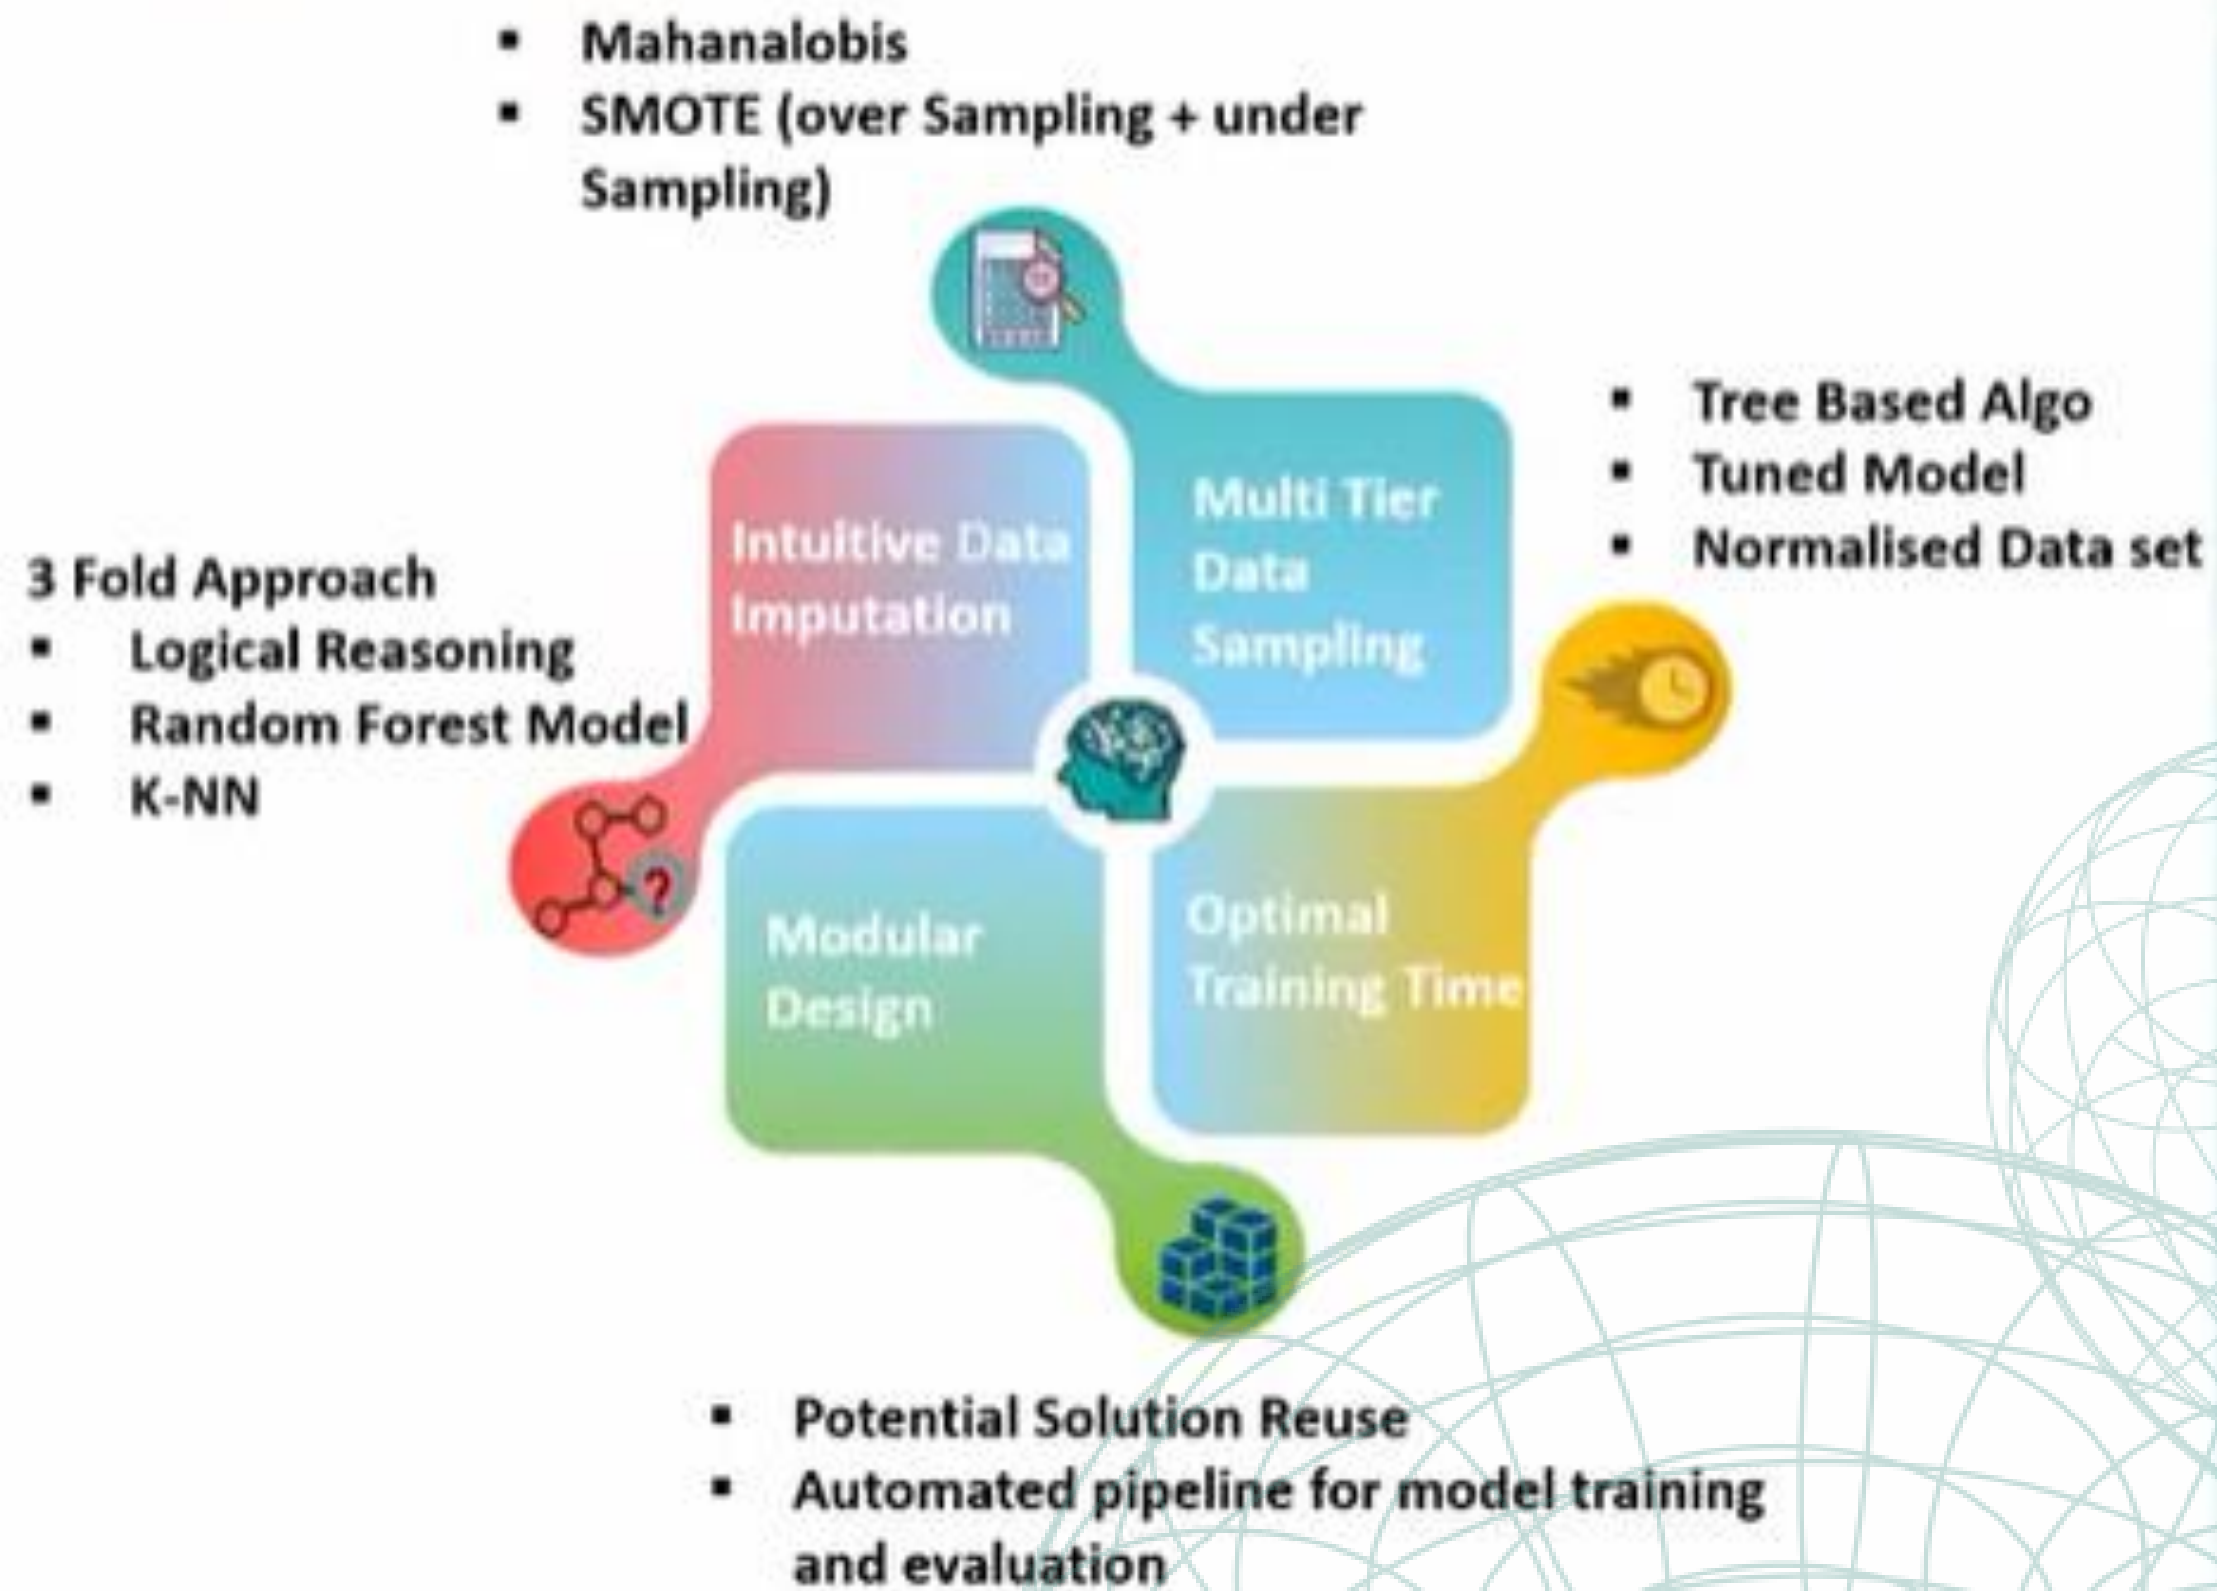 ▪ Mahanalobis
▪ SMOTE (over Sampling + under
Sampling)
Intuitive Data
Imputation
Multi Tier
Data
Sampling
▪ Tree Based Algo
▪ Tuned Model
▪ Normalised Data set
3 Fold Approach
▪ Logical Reasoning
▪ Random Forest Model
▪ K-NN
?
Modular
Design
Optimal
Training Time
▪ Potential Solution Reuse
▪ Automated pipeline for model training
and evaluation